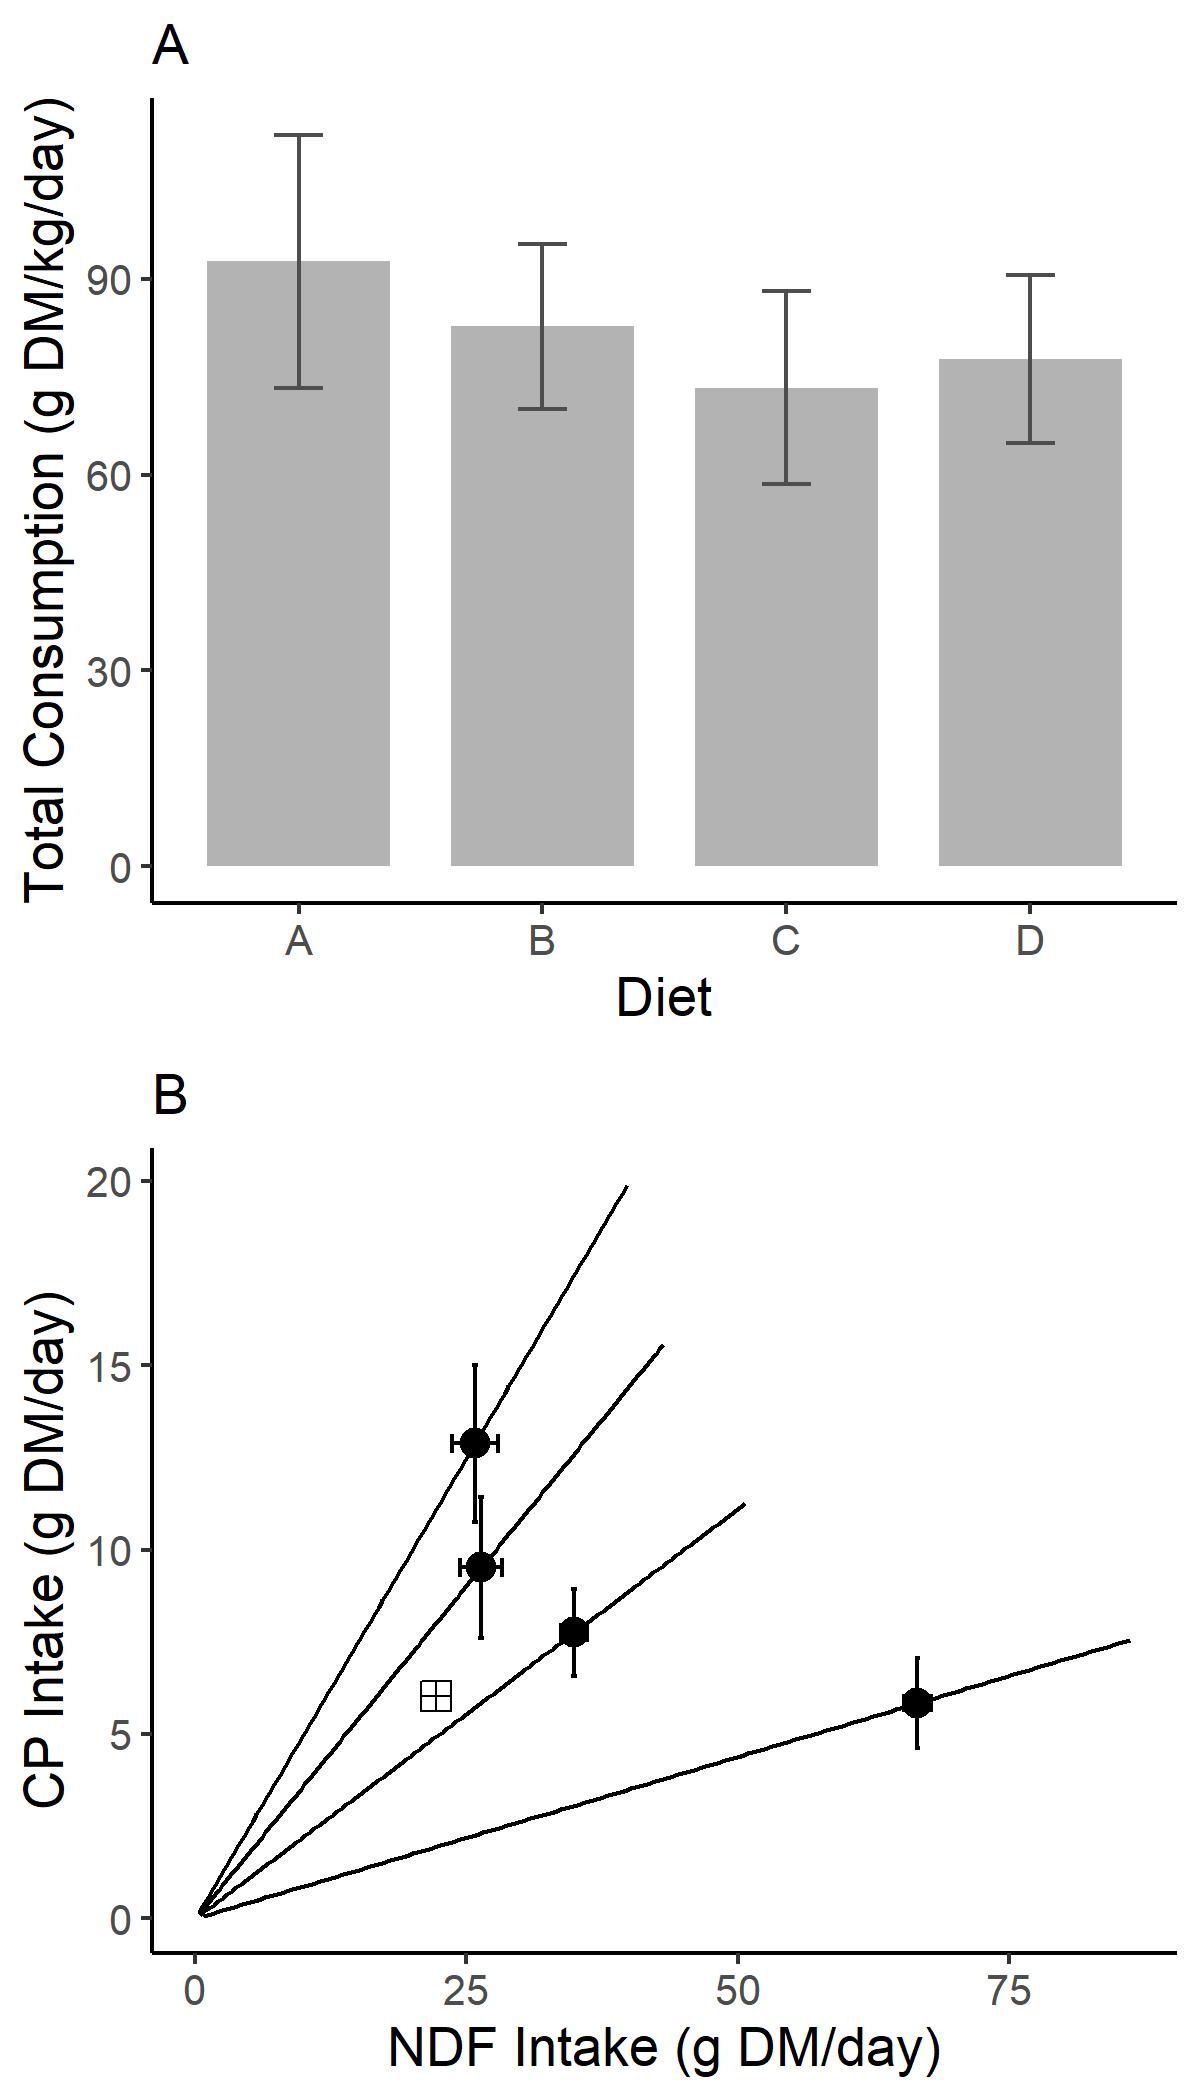 A
Total Consumption (g DM/kg/day)
90
60
30
0
A B C D
Diet
B
CP Intake (g DM/day)
20
15
10
5
0
0 25 50 75
NDF Intake (g DM/day)